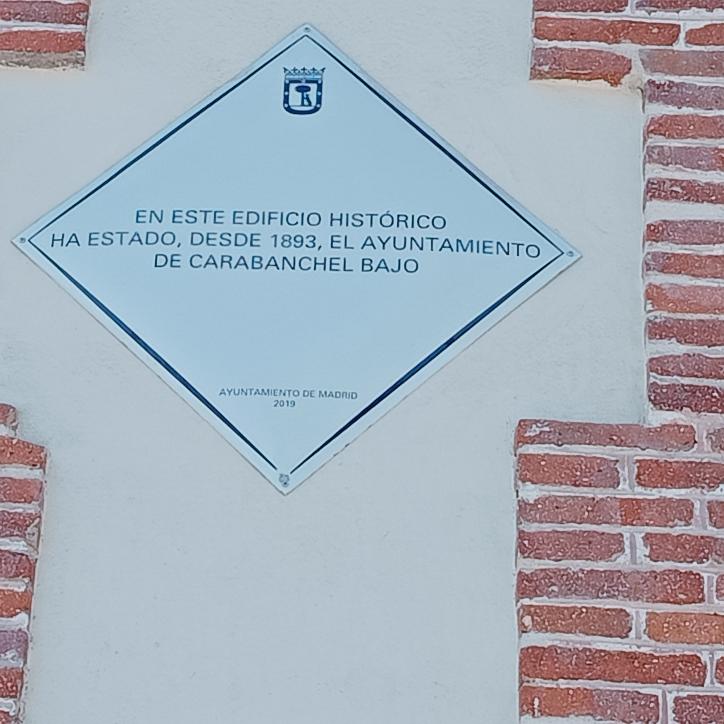 EN ESTE EDIFICIO HISTÓRICO
HA ESTADO, DESDE 1893, EL AYUNTAMIENTO
DE CARABANCHEL BAJO
AYUNTAMIENTO DE MADRID
2019